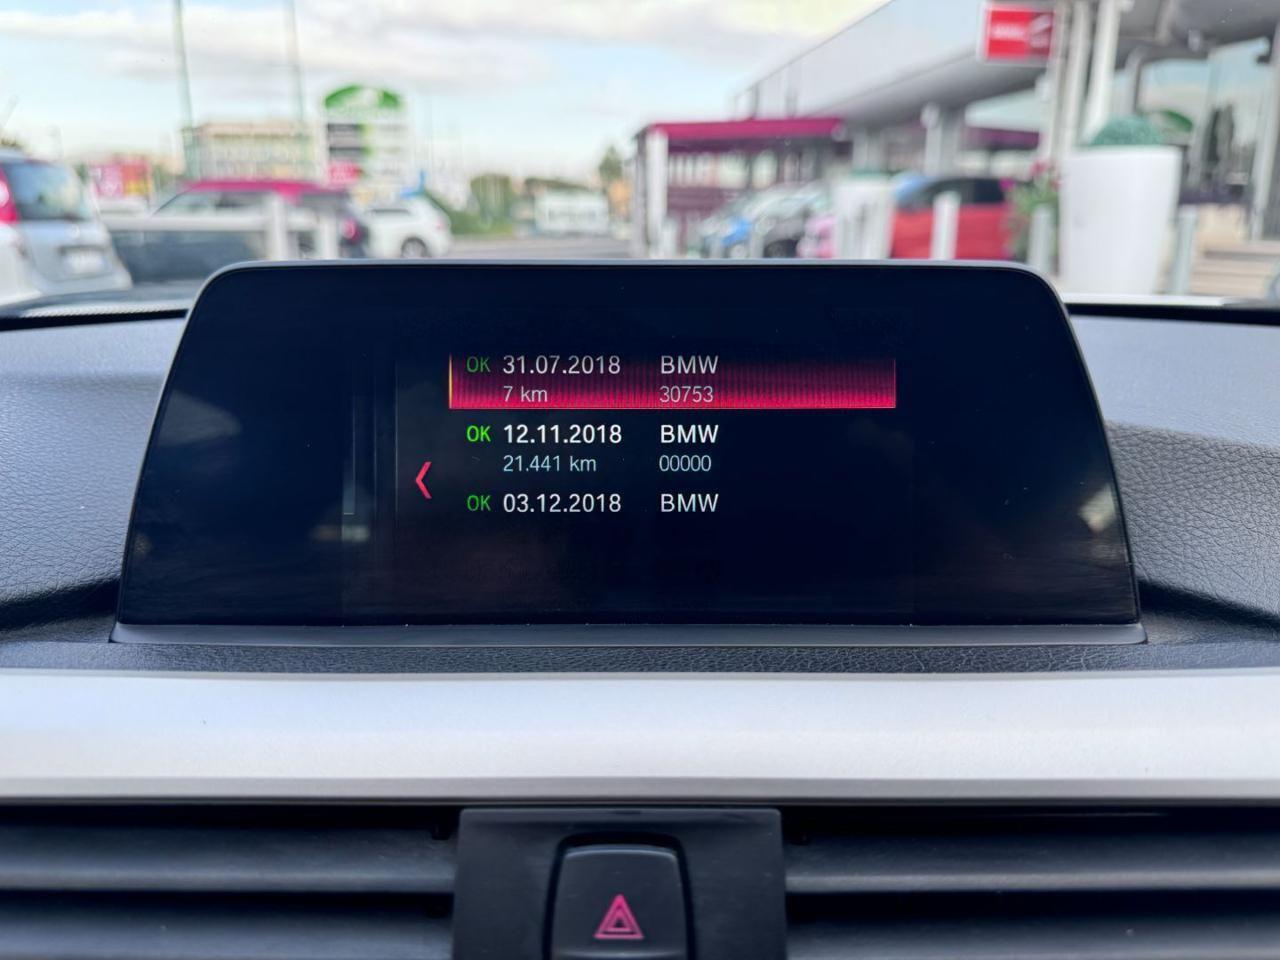 OK 31.07.2018 BMW
7 km 30753
OK 12.11.2018 BMW
21.441 km 00000
OK 03.12.2018 BMW